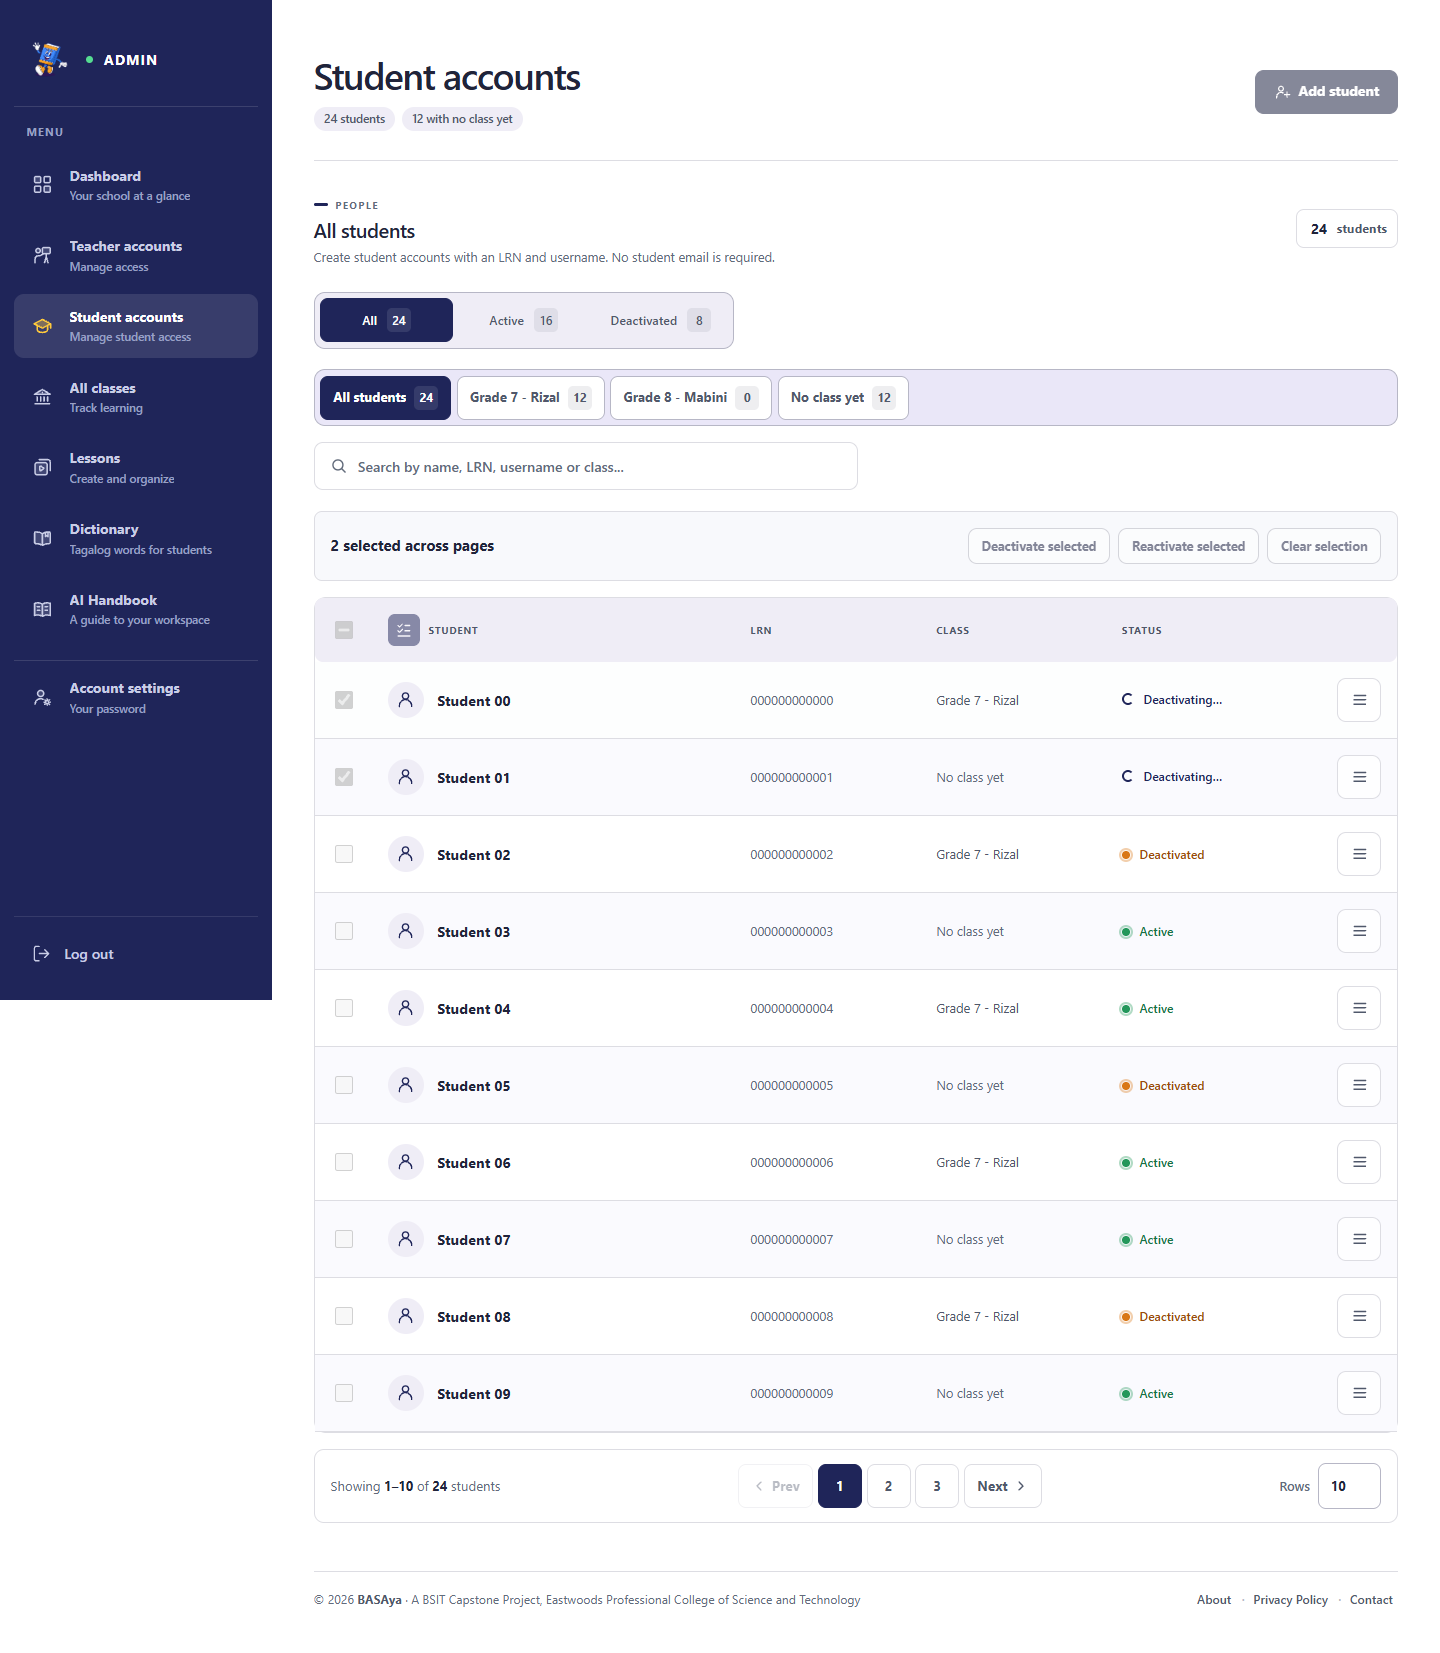 ADMIN
MENU
Dashboard
Your school at a glance
Teacher accounts
Manage access
Student accounts
Manage student access
All classes
Track learning
Lessons
Create and organize
Dictionary
Tagalog words for students
AI Handbook
A guide to your workspace
Account settings
Your password
Log out
Student accounts
24 students 12 with no class yet
Add student
PEOPLE
All students
Create student accounts with an LRN and username. No student email is required.
24 students
All 24 Active 16 Deactivated 8
All students 24 Grade 7 - Rizal 12 Grade 8 - Mabini 0 No class yet 12
Search by name, LRN, username or class...
2 selected across pages Deactivate selected Reactivate selected Clear selection
STUDENT LRN CLASS STATUS
Student 00 000000000000 Grade 7 - Rizal Deactivating...
Student 01 000000000001 No class yet Deactivating...
Student 02 000000000002 Grade 7 - Rizal Deactivated
Student 03 000000000003 No class yet Active
Student 04 000000000004 Grade 7 - Rizal Active
Student 05 000000000005 No class yet Deactivated
Student 06 000000000006 Grade 7 - Rizal Active
Student 07 000000000007 No class yet Active
Student 08 000000000008 Grade 7 - Rizal Deactivated
Student 09 000000000009 No class yet Active
Showing 1–10 of 24 students Prev 1 2 3 Next Rows 10
© 2026 BASAya · A BSIT Capstone Project, Eastwoods Professional College of Science and Technology About · Privacy Policy · Contact